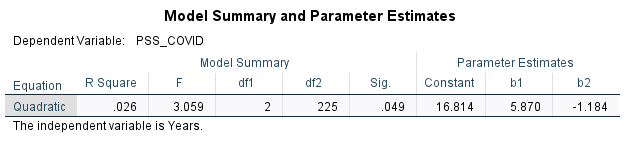 Model Summary and Parameter Estimates
Dependent Variable: PSS_COVID
Model Summary Parameter Estimates
Equation R Square F df1 df2 Sig. Constant b1 b2
Quadratic .026 3.059 2 225 .049 16.814 5.870 -1.184
The independent variable is Years.